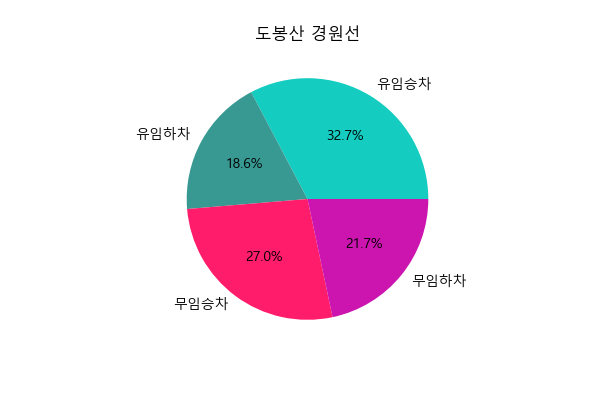 도봉산 경원선
유임승차
32.7%
유임하차
18.6%
무임승차
27.0%
무임하차
21.7%